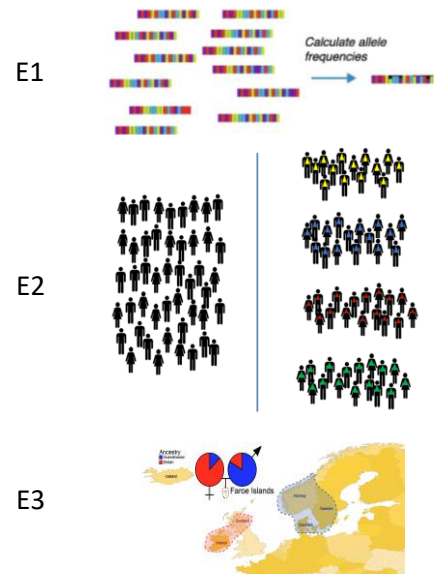 E1
Calculate allele
frequencies
E2
E3
Ancestry
Scandinavian
British
Iceland
Faroe Islands
Norway
Sweden
Denmark
Scotland
Ireland